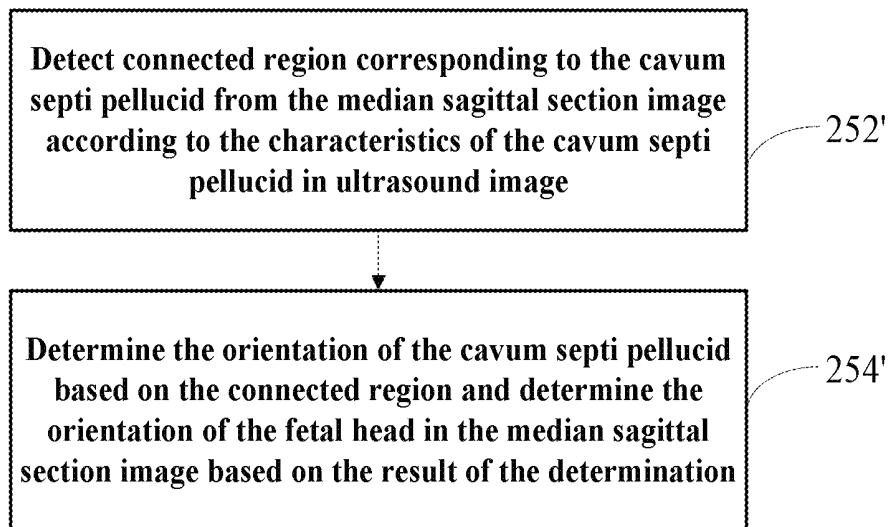 Detect connected region corresponding to the cavum
septi pellucid from the median sagittal section image
according to the characteristics of the cavum septi
pellucid in ultrasound image
252'
Determine the orientation of the cavum septi pellucid
based on the connected region and determine the
orientation of the fetal head in the median sagittal
section image based on the result of the determination
254'